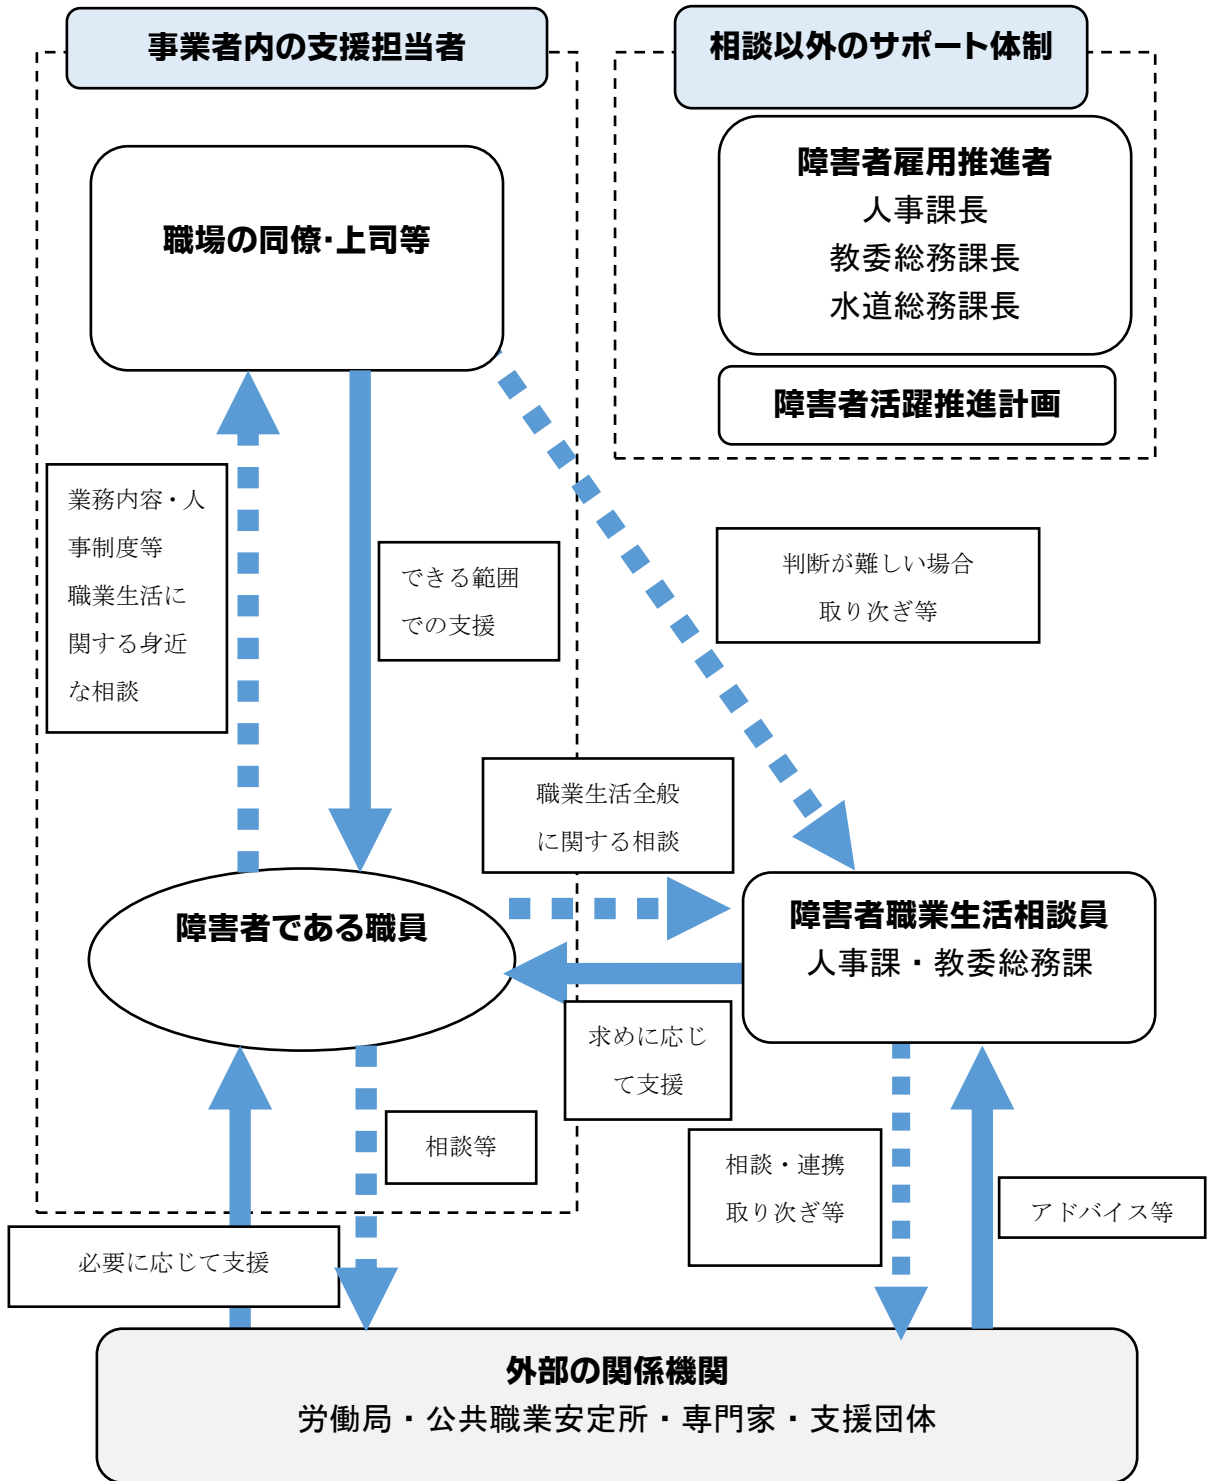 事業者内の支援担当者
相談以外のサポート体制
職場の同僚・上司等
障害者雇用推進者
人事課長
教委総務課長
水道総務課長
障害者活躍推進計画
業務内容・人
事制度等
職業生活に
関する身近
な相談
できる範囲
での支援
判断が難しい場合
取り次ぎ等
職業生活全般
に関する相談
障害者である職員
障害者職業生活相談員
人事課・教委総務課
求めに応じ
て支援
相談等
相談・連携
取り次ぎ等
アドバイス等
必要に応じて支援
外部の関係機関
労働局・公共職業安定所・専門家・支援団体